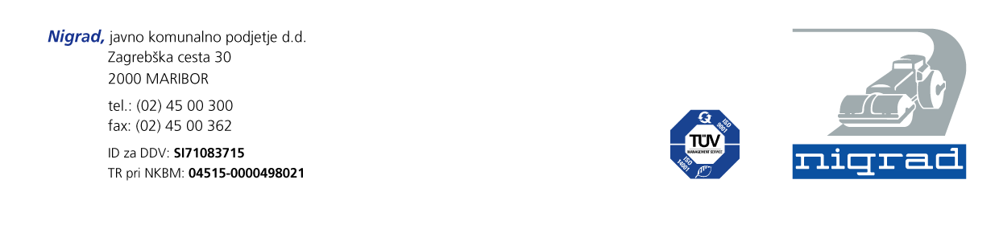 Nigrad, javno komunalno podjetje d.d.
Zagrebška cesta 30
2000 MARIBOR
tel.: (02) 45 00 300
fax: (02) 45 00 362
ID za DDV: SI71083715
TR pri NKBM: 04515-0000498021
ISO 9001
TÜV
MANAGEMENT SERVICE
ISO 14001
nigrad